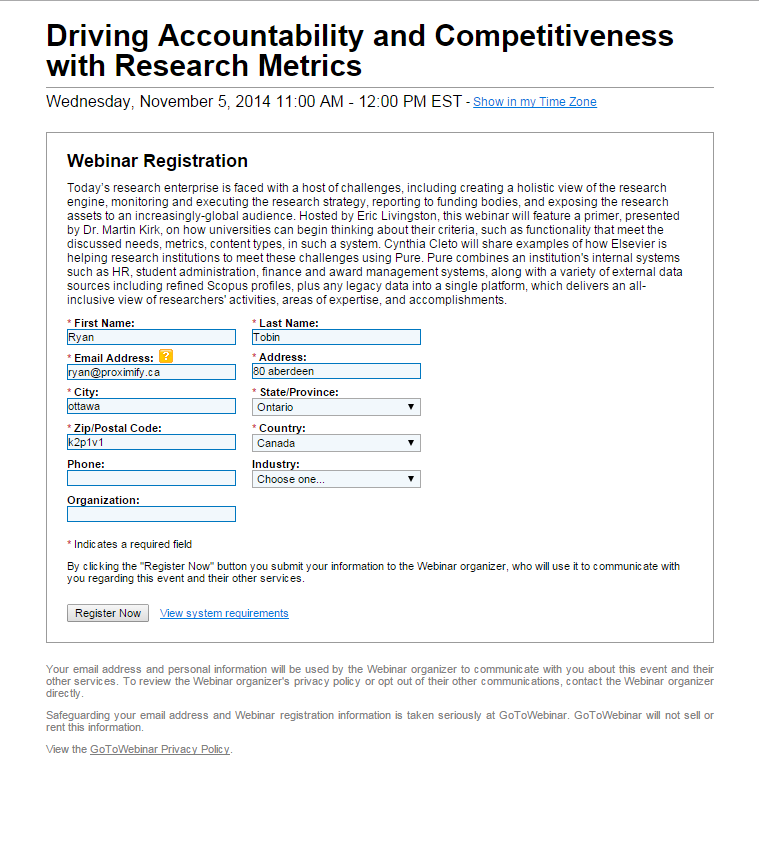 Driving Accountability and Competitiveness
with Research Metrics
Wednesday, November 5, 2014 11:00 AM - 12:00 PM EST - Show in my Time Zone
Webinar Registration
Today's research enterprise is faced with a host of challenges, including creating a holistic view of the research
engine, monitoring and executing the research strategy, reporting to funding bodies, and exposing the research
assets to an increasingly-global audience. Hosted by Eric Livingston, this webinar will feature a primer, presented
by Dr. Martin Kirk, on how universities can begin thinking about their criteria, such as functionality that meet the
discussed needs, metrics, content types, in such a system. Cynthia Cleto will share examples of how Elsevier is
helping research institutions to meet these challenges using Pure. Pure combines an institution's internal systems
such as HR, student administration, finance and award management systems, along with a variety of external data
sources including refined Scopus profiles, plus any legacy data into a single platform, which delivers an all-
inclusive view of researchers' activities, areas of expertise, and accomplishments.
* First Name: * Last Name:
Ryan Tobin
* Email Address: ? * Address:
ryan@proximify.ca 80 aberdeen
* City: * State/Province:
ottawa Ontario
* Zip/Postal Code: * Country:
k2p1v1 Canada
Phone: Industry:
Choose one...
Organization:
* Indicates a required field
By clicking the "Register Now" button you submit your information to the Webinar organizer, who will use it to communicate with
you regarding this event and their other services.
Register Now View system requirements
Your email address and personal information will be used by the Webinar organizer to communicate with you about this event and their
other services. To review the Webinar organizer's privacy policy or opt out of their other communications, contact the Webinar organizer
directly.
Safeguarding your email address and Webinar registration information is taken seriously at GoToWebinar. GoToWebinar will not sell or
rent this information.
View the GoToWebinar Privacy Policy.